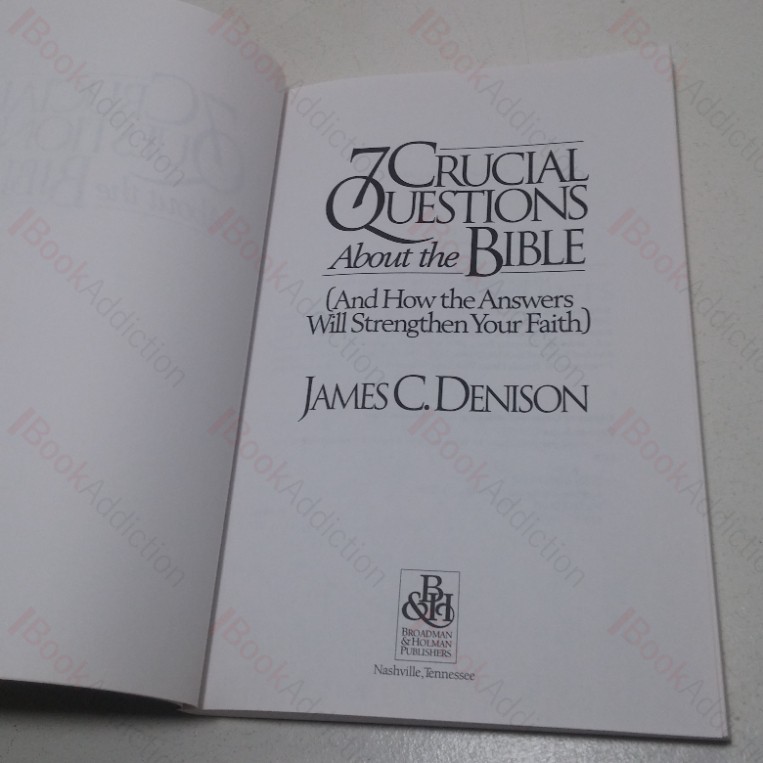 7 CRUCIAL
QUESTIONS
About the BIBLE
(And How the Answers
Will Strengthen Your Faith)
JAMES C. DENISON
B
&H
BROADMAN
& HOLMAN
PUBLISHERS
Nashville, Tennessee
BookAddiction